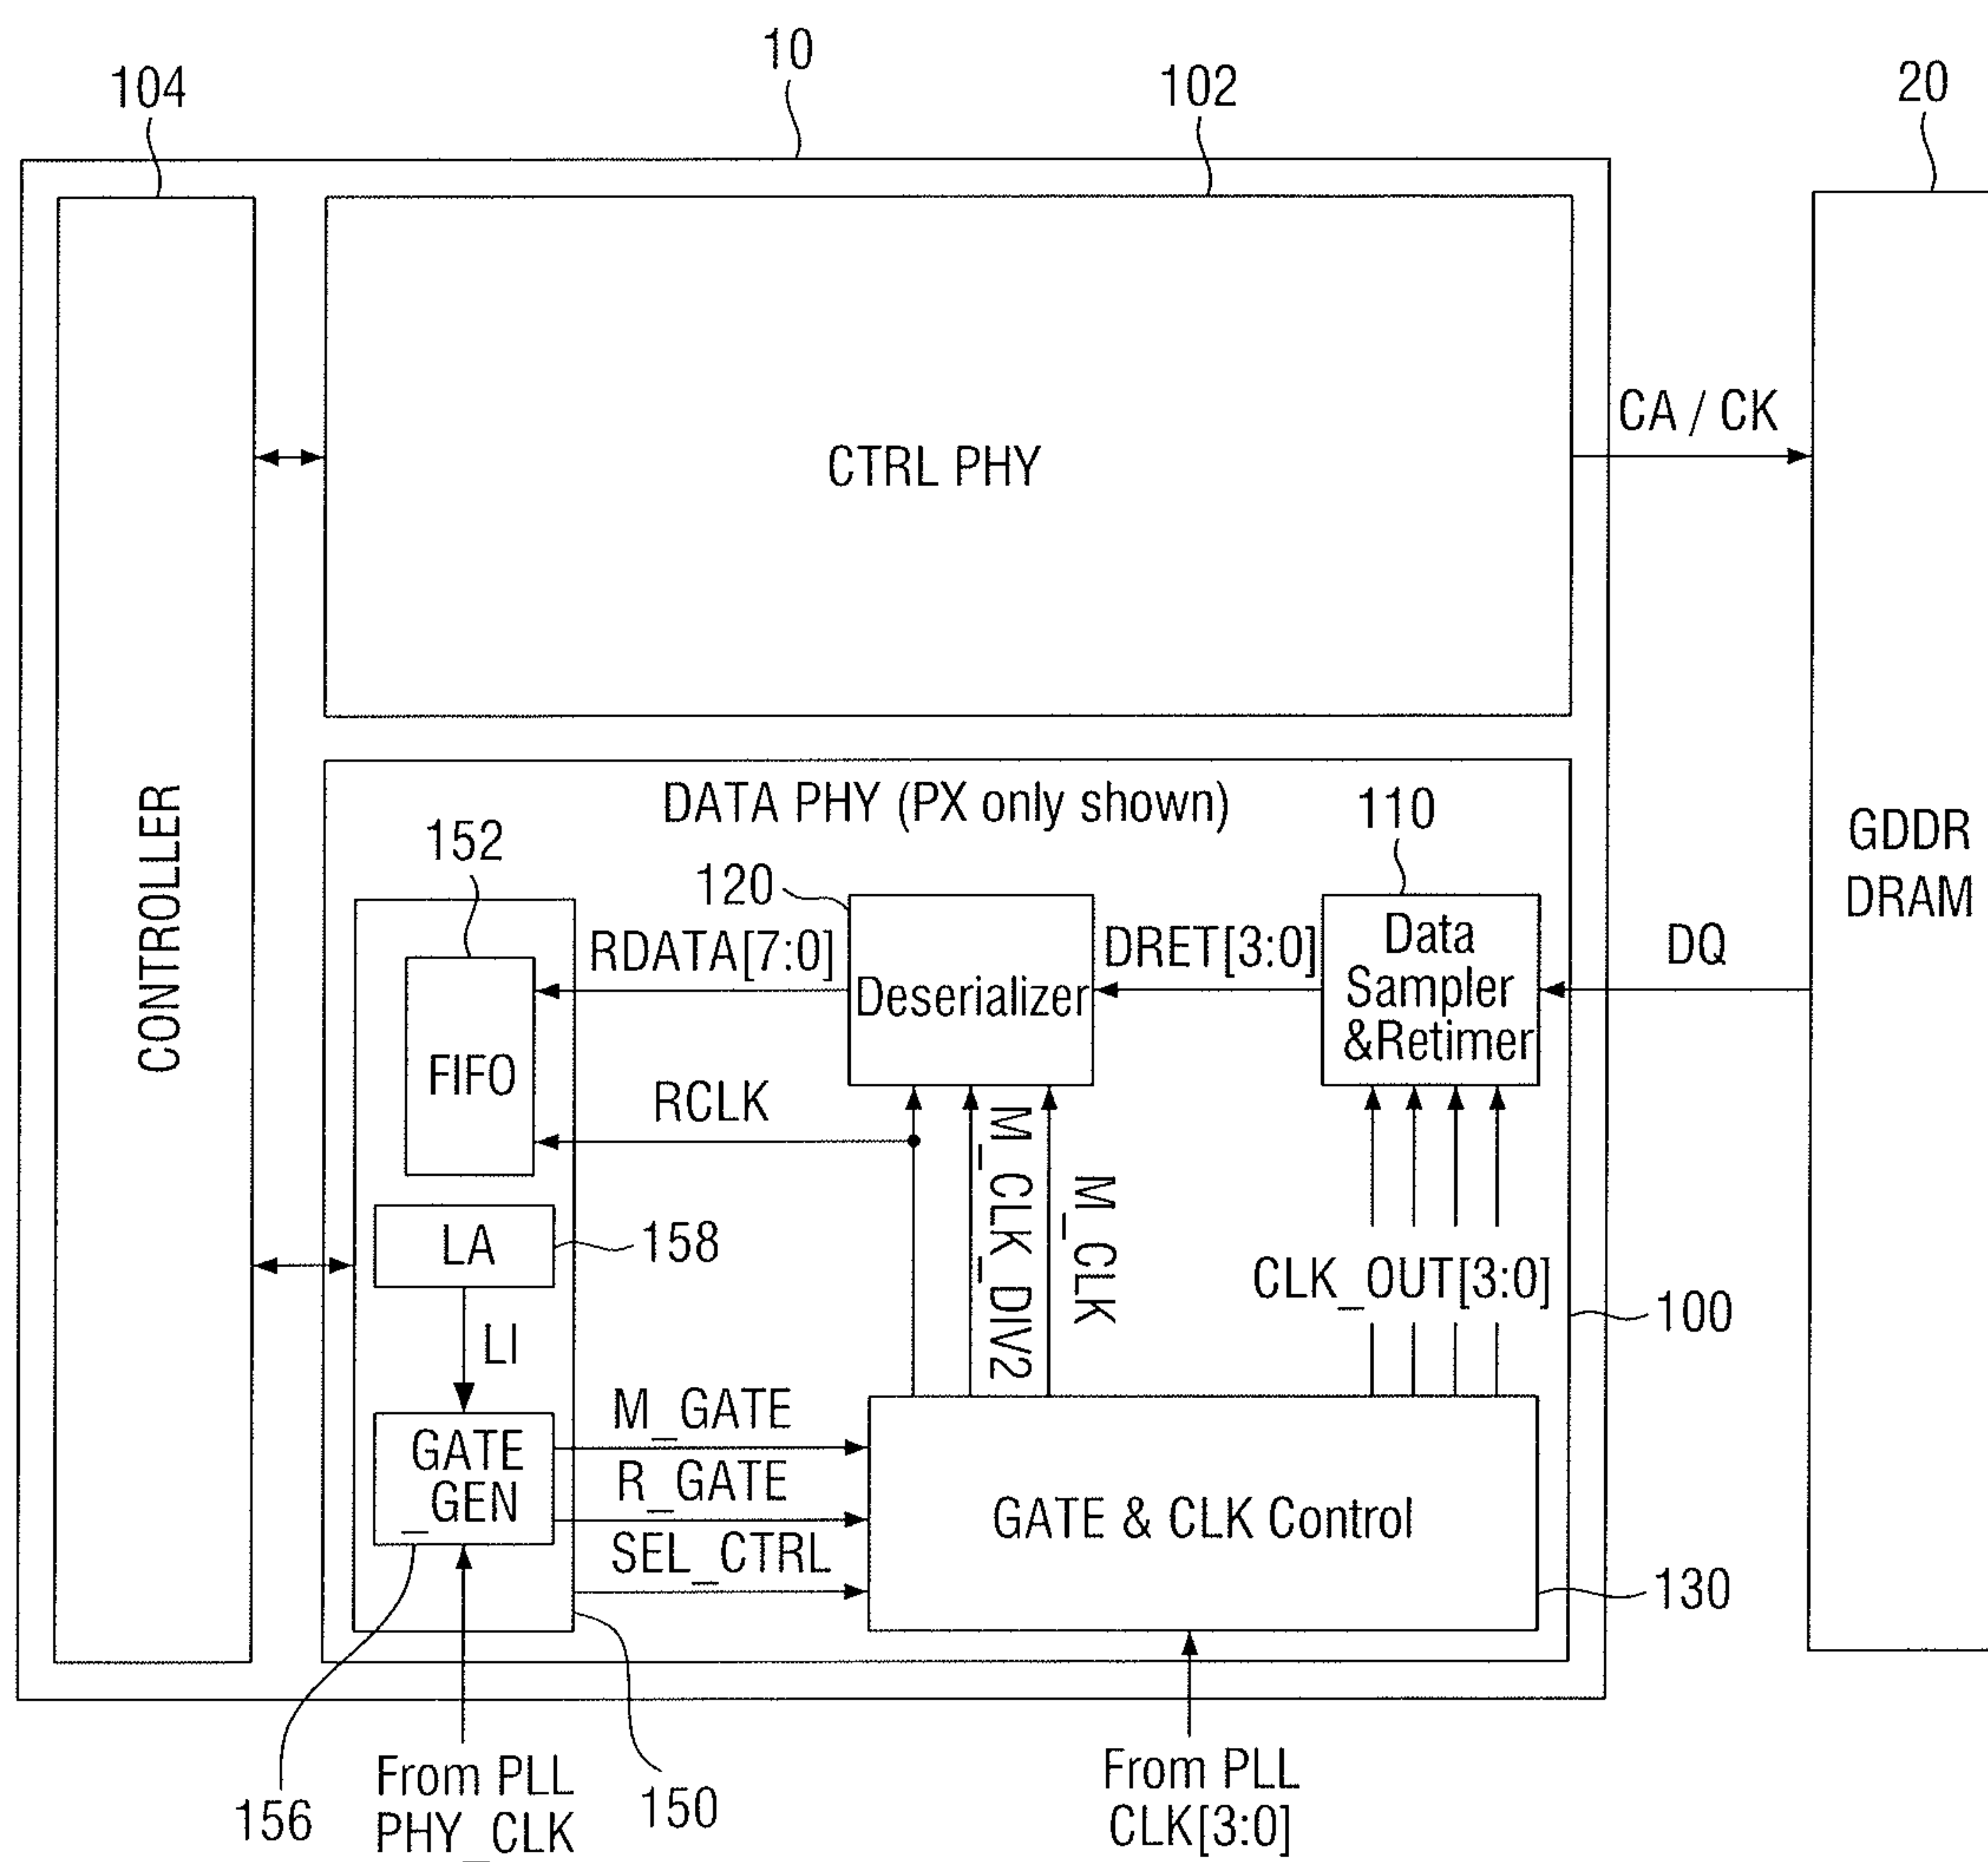 10
104
102
20
CA / CK
CTRL PHY
CONTROLLER
DATA PHY (PX only shown)
110
152
120
GDDR
DRAM
RDATA[7:0]
DRET[3:0]
Data
Sampler
&Retimer
DQ
Deserializer
FIFO
RCLK
M_CLK_DIV2
M_CLK
LA
158
CLK_OUT[3:0]
100
LI
M_GATE
GATE
_GEN
R_GATE
SEL_CTRL
GATE & CLK Control
130
From PLL
PHY_CLK
156
150
From PLL
CLK[3:0]